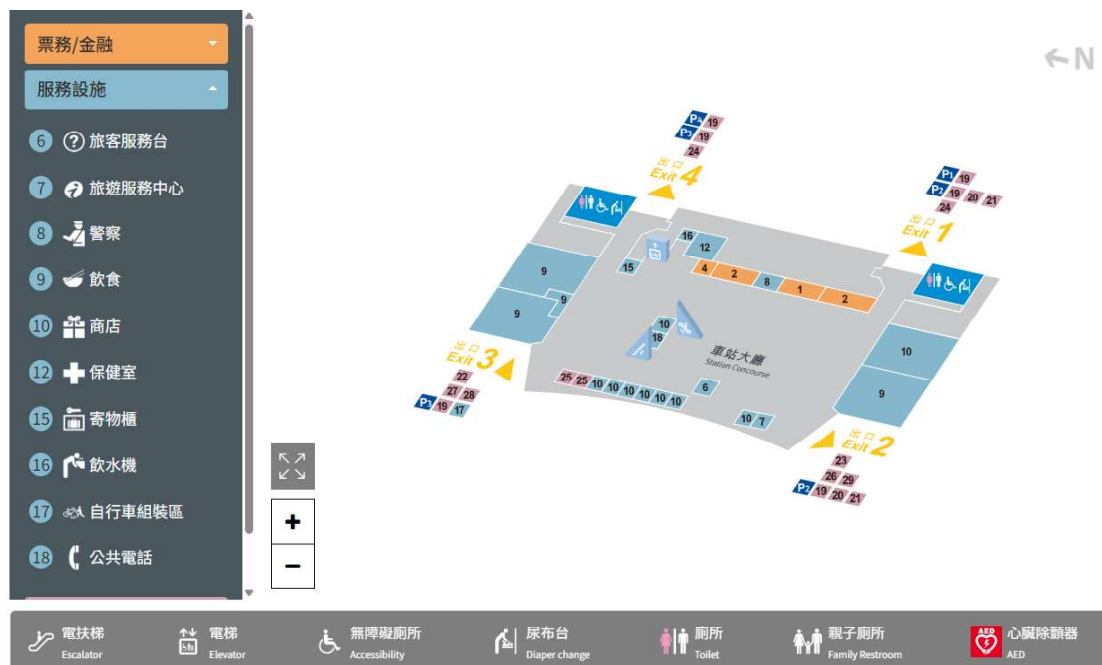 票務/金融
服務設施
6 旅客服務台
7 旅遊服務中心
8 警察
9 飲食
10 商店
12 保健室
15 寄物櫃
16 飲水機
17 自行車組裝區
18 公共電話
N
P4 19
P3 19
24
出口
Exit 4
P1 19
P2 19 20 21
24
出口
Exit 1
16
12
15
4 2 8 1 2
9
9
9
10
18
車站大廳
Station Concourse
10
9
出口
Exit 3
22
27 28
P3 19 17
25 25 10 10 10 10 10 10
6
10 7
出口
Exit 2
23
26 29
P2 19 20 21
+
−
電扶梯
Escalator
電梯
Elevator
無障礙廁所
Accessibility
尿布台
Diaper change
廁所
Toilet
親子廁所
Family Restroom
AED
心臟除顫器
AED